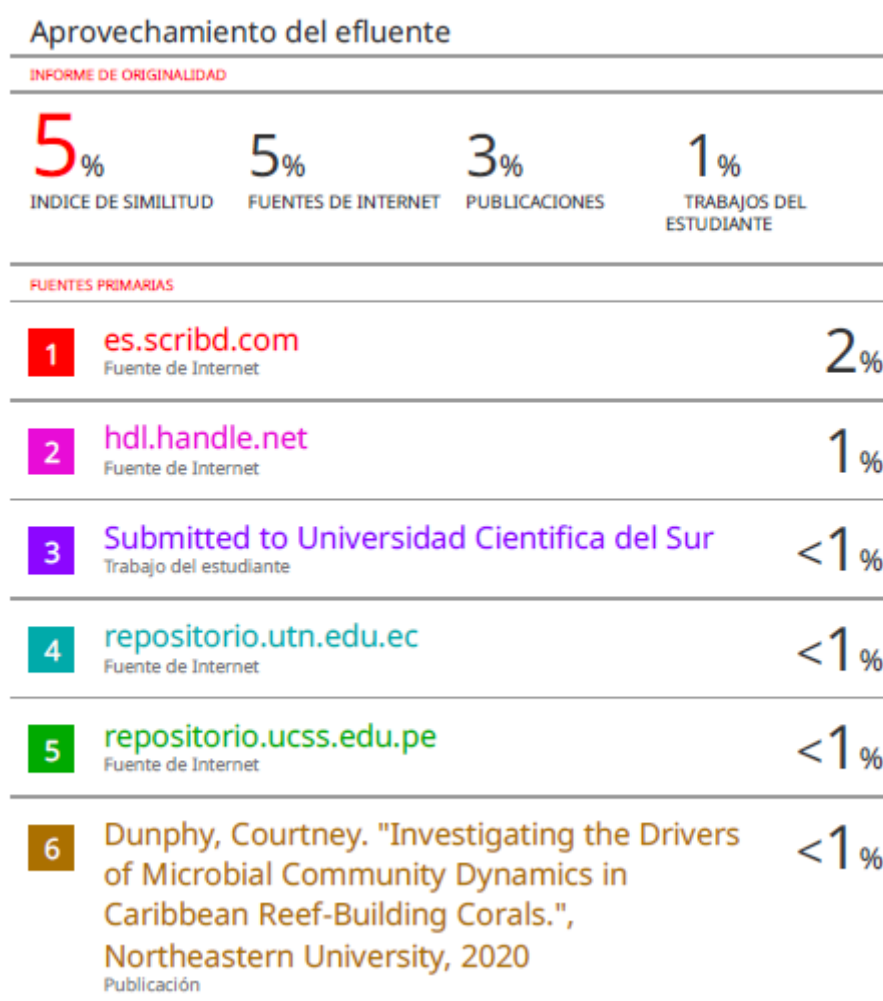 Aprovechamiento del efluente
INFORME DE ORIGINALIDAD
5%
INDICE DE SIMILITUD
5%
FUENTES DE INTERNET
3%
PUBLICACIONES
1%
TRABAJOS DEL
ESTUDIANTE
FUENTES PRIMARIAS
1
es.scribd.com
Fuente de Internet
2%
2
hdl.handle.net
Fuente de Internet
1%
3
Submitted to Universidad Cientifica del Sur
Trabajo del estudiante
<1%
4
repositorio.utn.edu.ec
Fuente de Internet
<1%
5
repositorio.ucss.edu.pe
Fuente de Internet
<1%
6
Dunphy, Courtney. "Investigating the Drivers
of Microbial Community Dynamics in
Caribbean Reef-Building Corals.",
Northeastern University, 2020
Publicación
<1%